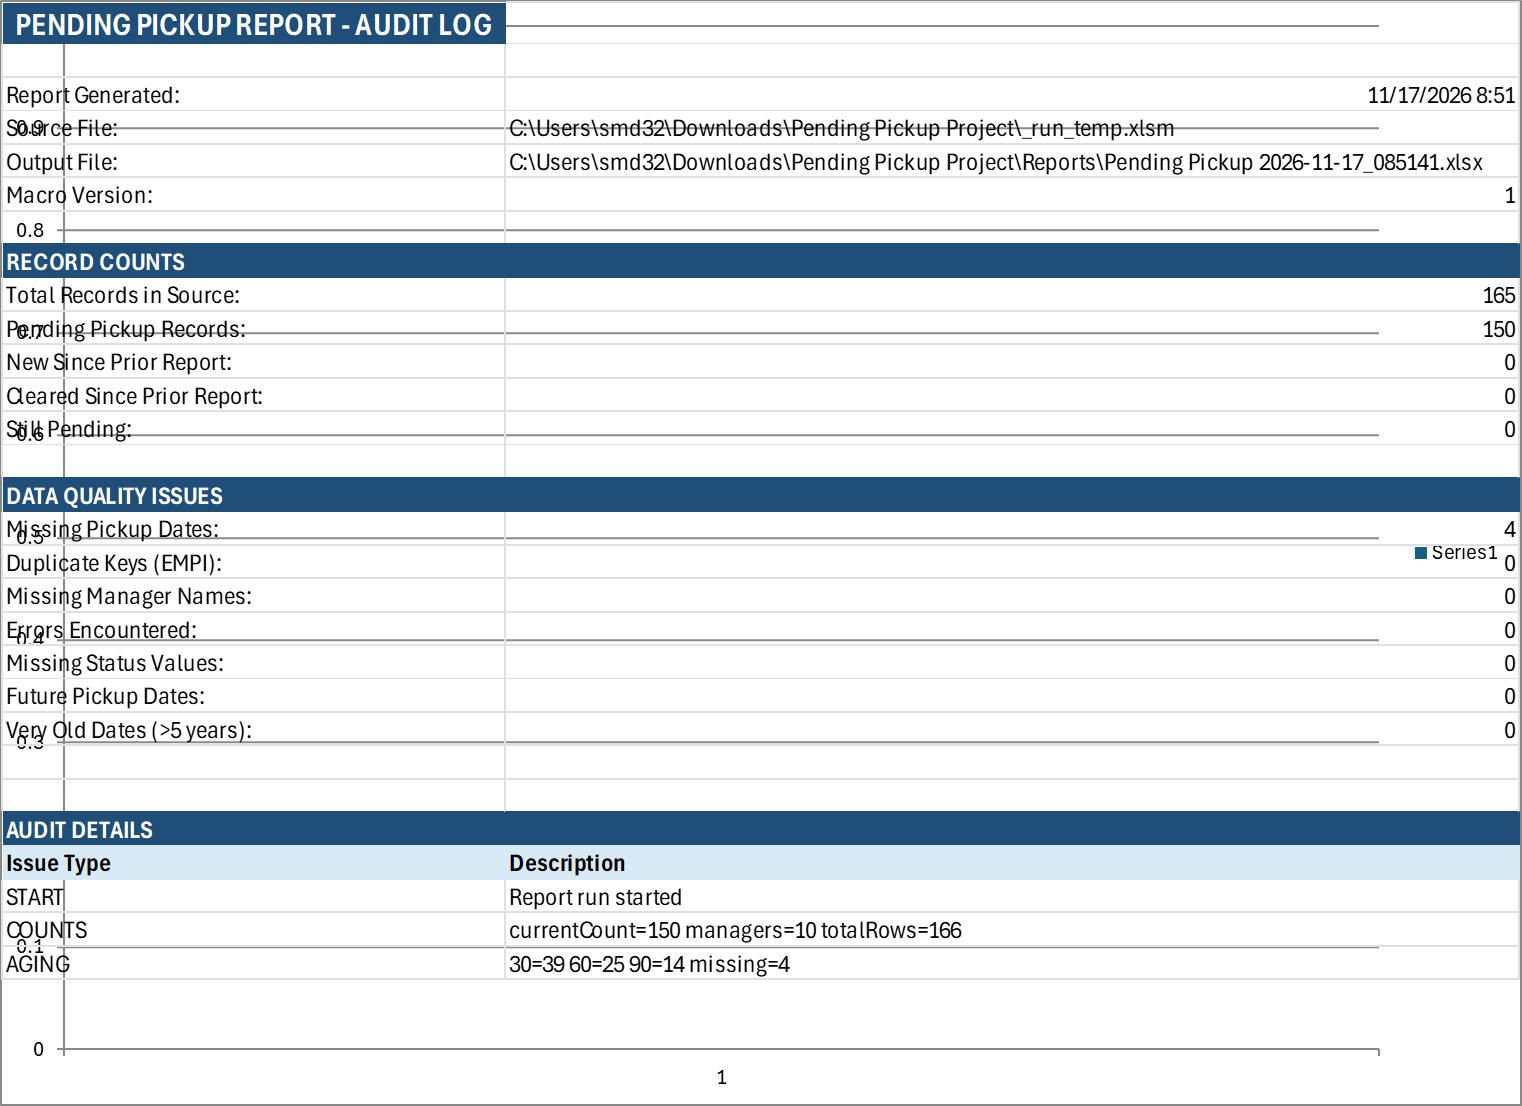 PENDING PICKUP REPORT - AUDIT LOG
Report Generated: 11/17/2026 8:51
0.9
Source File: C:\Users\smd32\Downloads\Pending Pickup Project\_run_temp.xlsm
Output File: C:\Users\smd32\Downloads\Pending Pickup Project\Reports\Pending Pickup 2026-11-17_085141.xlsx
Macro Version: 1
0.8
RECORD COUNTS
Total Records in Source: 165
0.7
Pending Pickup Records: 150
New Since Prior Report: 0
Cleared Since Prior Report: 0
0.6
Still Pending: 0
DATA QUALITY ISSUES
Missing Pickup Dates: 4
0.5
Series1
Duplicate Keys (EMPI): 0
Missing Manager Names: 0
Errors Encountered: 0
0.4
Missing Status Values: 0
Future Pickup Dates: 0
Very Old Dates (>5 years): 0
0.3
AUDIT DETAILS
Issue Type Description
START Report run started
COUNTS currentCount=150 managers=10 totalRows=166
0.1
AGING 30=39 60=25 90=14 missing=4
0
1